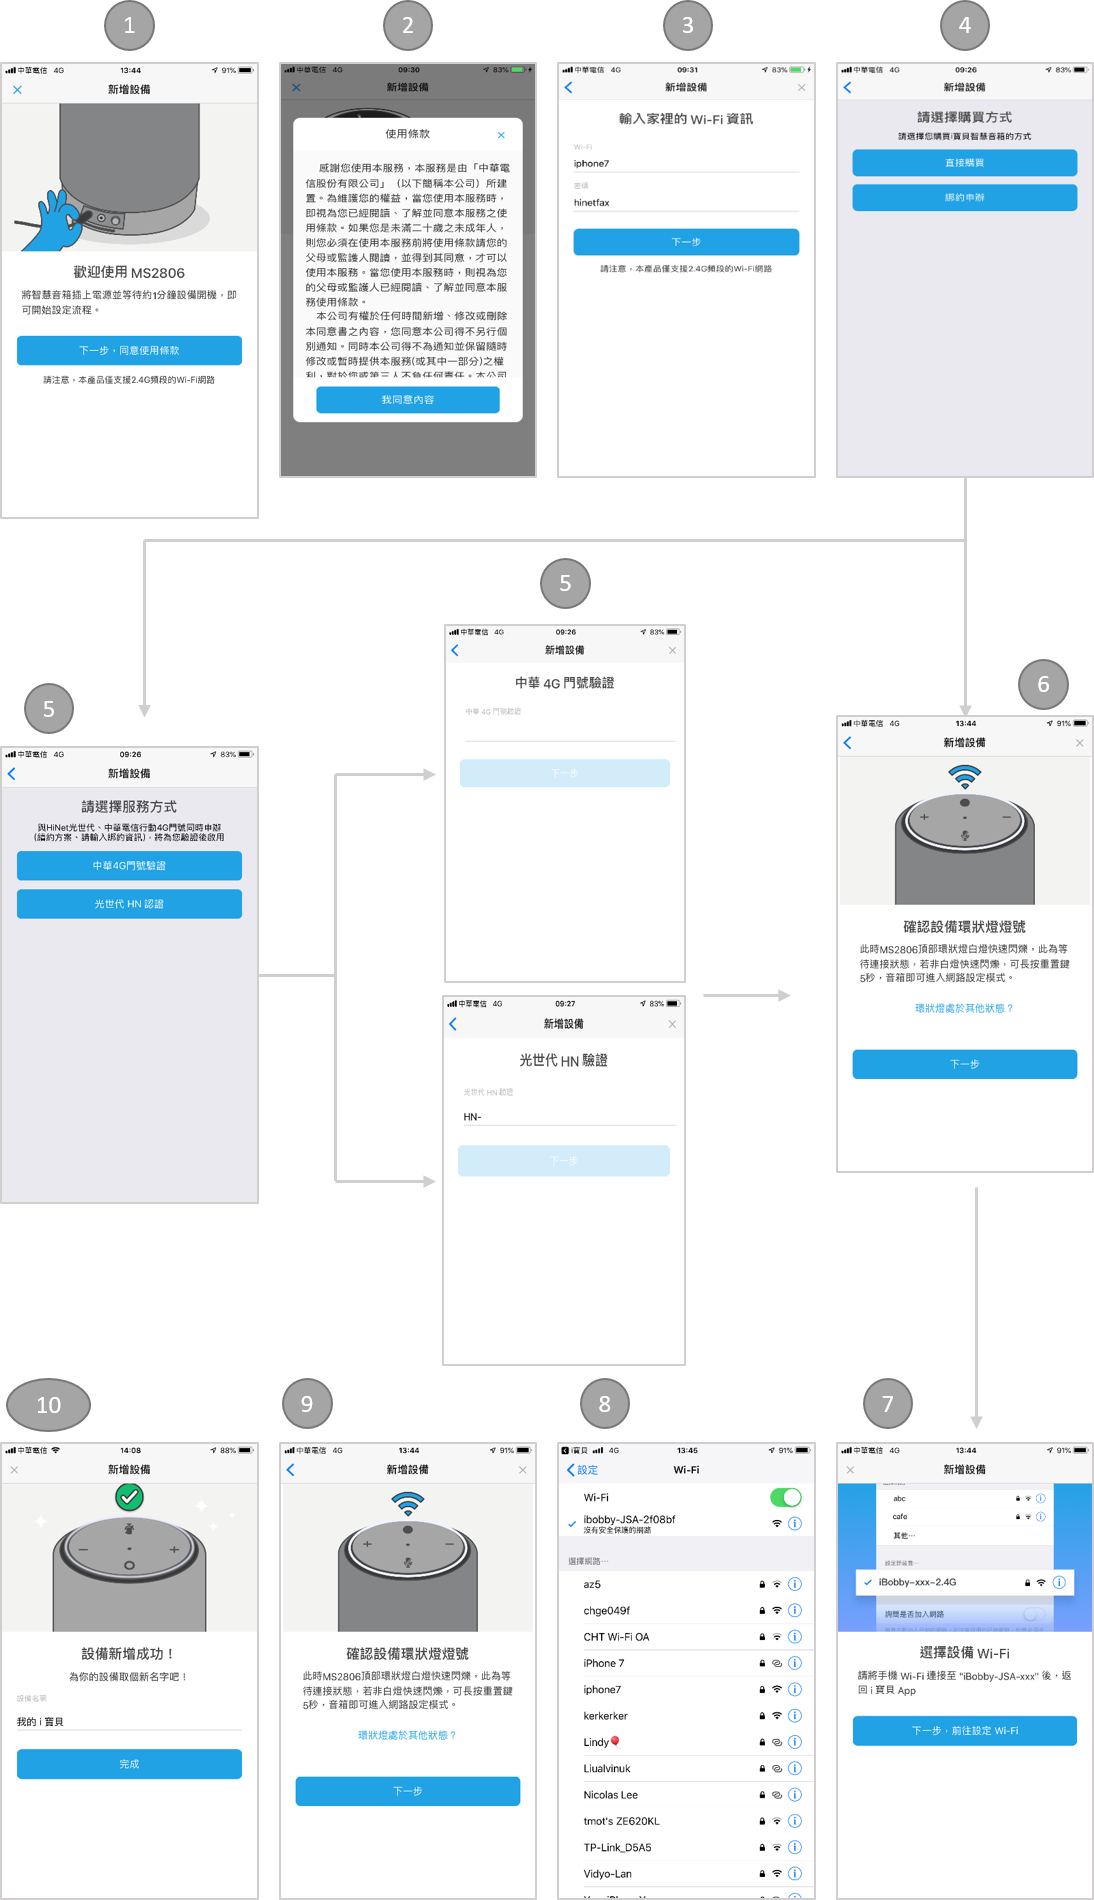 1
中華電信 4G 13:44 91%
新增設備
歡迎使用 MS2806
將智慧音箱插上電源並等待約1分鐘設備開機，即
可開始設定流程。
下一步，同意使用條款
請注意，本產品僅支援2.4G頻段的Wi-Fi網路
2
中華電信 4G 09:30 83%
新增設備
使用條款
感謝您使用本服務，本服務是由「中華電
信股份有限公司」（以下簡稱本公司）所建
置。為維護您的權益，當您使用本服務時，
即視為您已經閱讀、了解並同意本服務之使
用條款。如果您是未滿二十歲之未成年人，
則您必須在使用本服務前將使用條款請您的
父母或監護人閱讀，並得到其同意，才可以
使用本服務。當您使用本服務時，則視為您
的父母或監護人已經閱讀、了解並同意本服
務使用條款。
本公司有權於任何時間新增、修改或刪除
本同意書之內容，您同意本公司得不另行個
別通知。同時本公司得不為通知並保留隨時
修改或暫時提供本服務(或其中一部分)之權
利，對於您或第三人不負任何責任。本公司
我同意內容
3
中華電信 4G 09:31 83%
新增設備
輸入家裡的 Wi-Fi 資訊
Wi-Fi
iphone7
密碼
hinetfax
下一步
請注意，本產品僅支援2.4G頻段的Wi-Fi網路
4
中華電信 4G 09:26 83%
新增設備
請選擇購買方式
請選擇您購買i寶貝智慧音箱的方式
直接購買
綁約申辦
5
中華電信 4G 09:26 83%
新增設備
請選擇服務方式
與HiNet光世代、中華電信行動4G門號同時申辦
(續約方案、請輸入綁約資訊)，將為您驗證後啟用
中華4G門號驗證
光世代 HN 認證
5
中華電信 4G 09:26 83%
新增設備
中華 4G 門號驗證
中華 4G 門號驗證
下一步
中華電信 4G 09:27 83%
新增設備
光世代 HN 驗證
光世代 HN 驗證
HN-
下一步
6
中華電信 4G 13:44 91%
新增設備
確認設備環狀燈燈號
此時MS2806頂部環狀燈白燈快速閃爍，此為等
待連接狀態，若非白燈快速閃爍，可長按重置鍵
5秒，音箱即可進入網路設定模式。
環狀燈處於其他狀態？
下一步
10
中華電信 14:08 88%
新增設備
設備新增成功！
為你的設備取個新名字吧！
設備名稱
我的 i 寶貝
完成
9
中華電信 4G 13:44 91%
新增設備
確認設備環狀燈燈號
此時MS2806頂部環狀燈白燈快速閃爍，此為等
待連接狀態，若非白燈快速閃爍，可長按重置鍵
5秒，音箱即可進入網路設定模式。
環狀燈處於其他狀態？
下一步
8
i寶貝 4G 13:45 91%
設定 Wi-Fi
Wi-Fi
ibobby-JSA-2f08bf
沒有安全保護的網路
選擇網路⋯
az5
chge049f
CHT Wi-Fi OA
iPhone 7
iphone7
kerkerker
Lindy
Liualvinuk
Nicolas Lee
tmot's ZE620KL
TP-Link_D5A5
Vidyo-Lan
7
中華電信 4G 13:44 91%
新增設備
abc
cafe
其他⋯
iBobby-xxx-2.4G
詢問是否加入網路
選擇設備 Wi-Fi
請將手機 Wi-Fi 連接至 "iBobby-JSA-xxx" 後，返
回 i 寶貝 App
下一步，前往設定 Wi-Fi